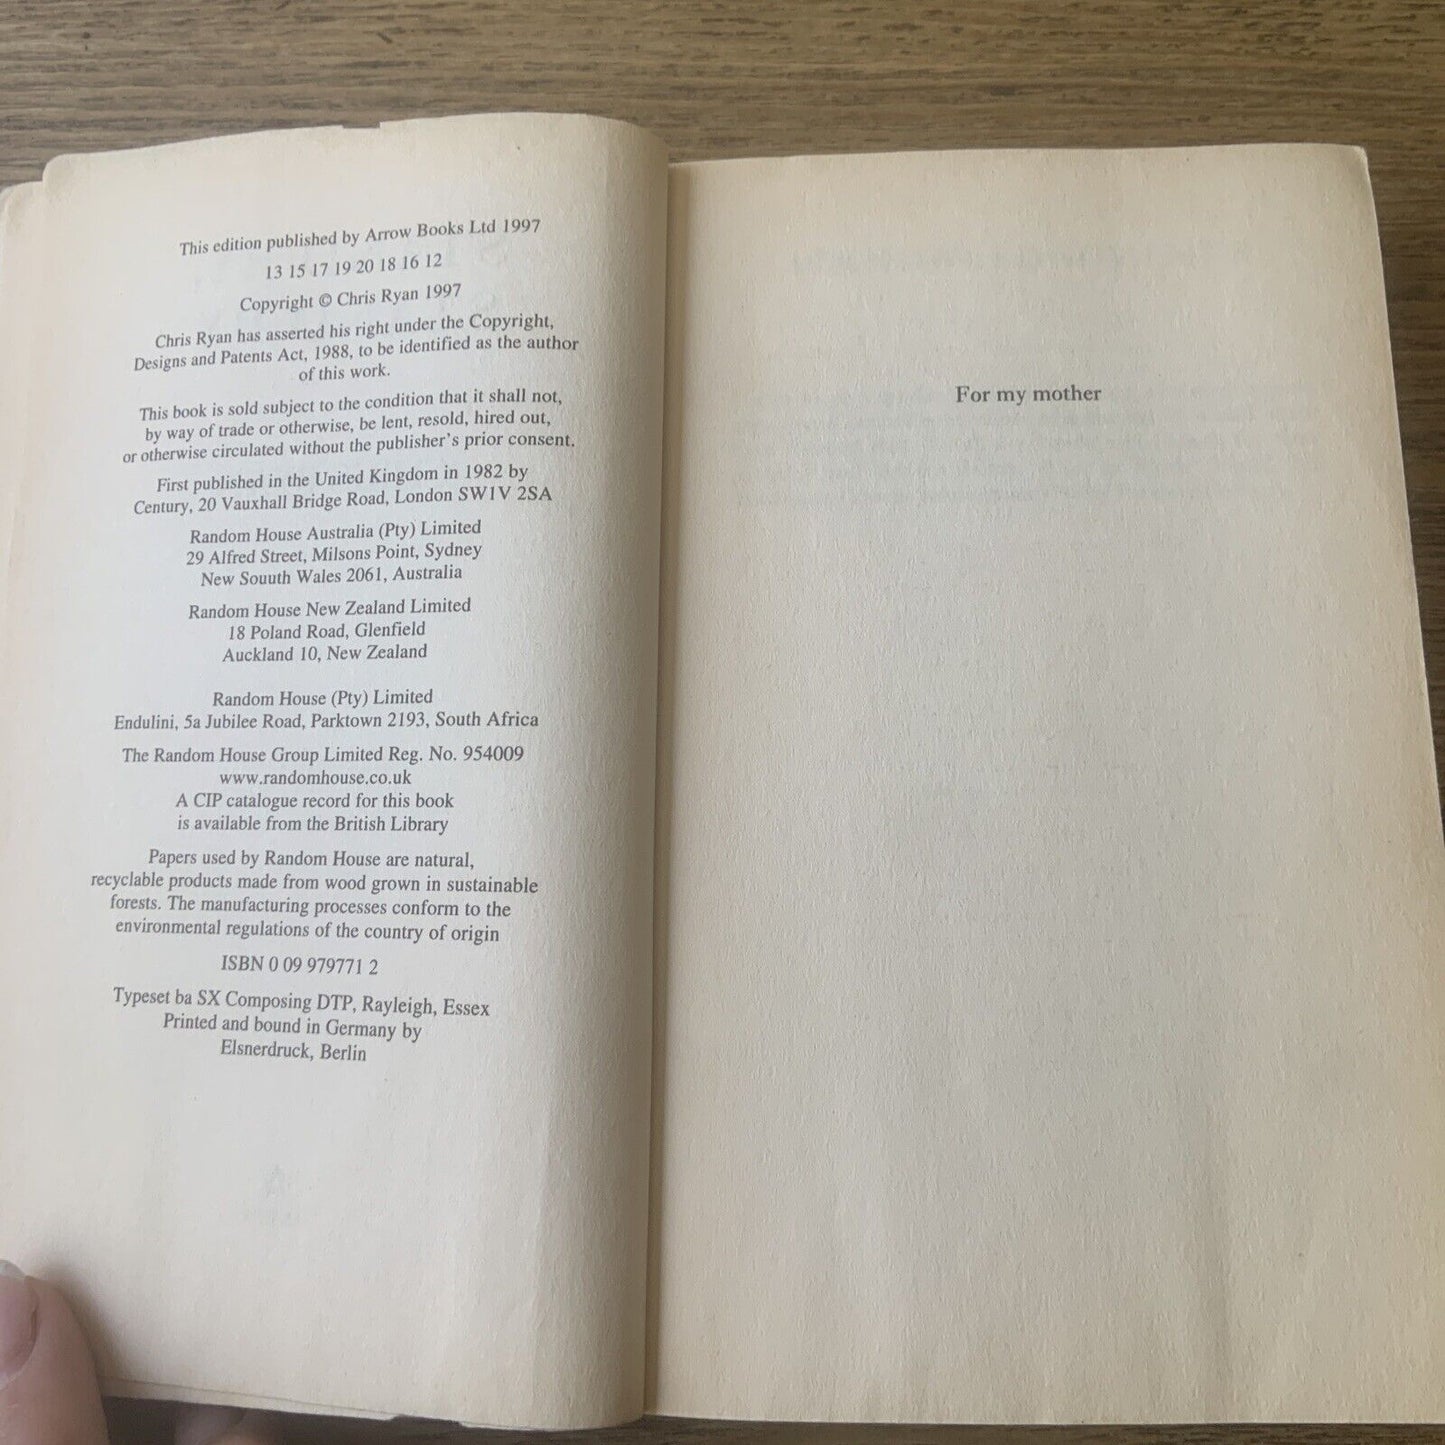 This edition published by Arrow Books Ltd 1997
13 15 17 19 20 18 16 12
Copyright © Chris Ryan 1997
Chris Ryan has asserted his right under the Copyright,
Designs and Patents Act, 1988, to be identified as the author
of this work.
This book is sold subject to the condition that it shall not,
by way of trade or otherwise, be lent, resold, hired out,
or otherwise circulated without the publisher's prior consent.
First published in the United Kingdom in 1982 by
Century, 20 Vauxhall Bridge Road, London SW1V 2SA
Random House Australia (Pty) Limited
29 Alfred Street, Milsons Point, Sydney
New Souuth Wales 2061, Australia
Random House New Zealand Limited
18 Poland Road, Glenfield
Auckland 10, New Zealand
Random House (Pty) Limited
Endulini, 5a Jubilee Road, Parktown 2193, South Africa
The Random House Group Limited Reg. No. 954009
www.randomhouse.co.uk
A CIP catalogue record for this book
is available from the British Library
Papers used by Random House are natural,
recyclable products made from wood grown in sustainable
forests. The manufacturing processes conform to the
environmental regulations of the country of origin
ISBN 0 09 979771 2
Typeset ba SX Composing DTP, Rayleigh, Essex
Printed and bound in Germany by
Elsnerdruck, Berlin
For my mother